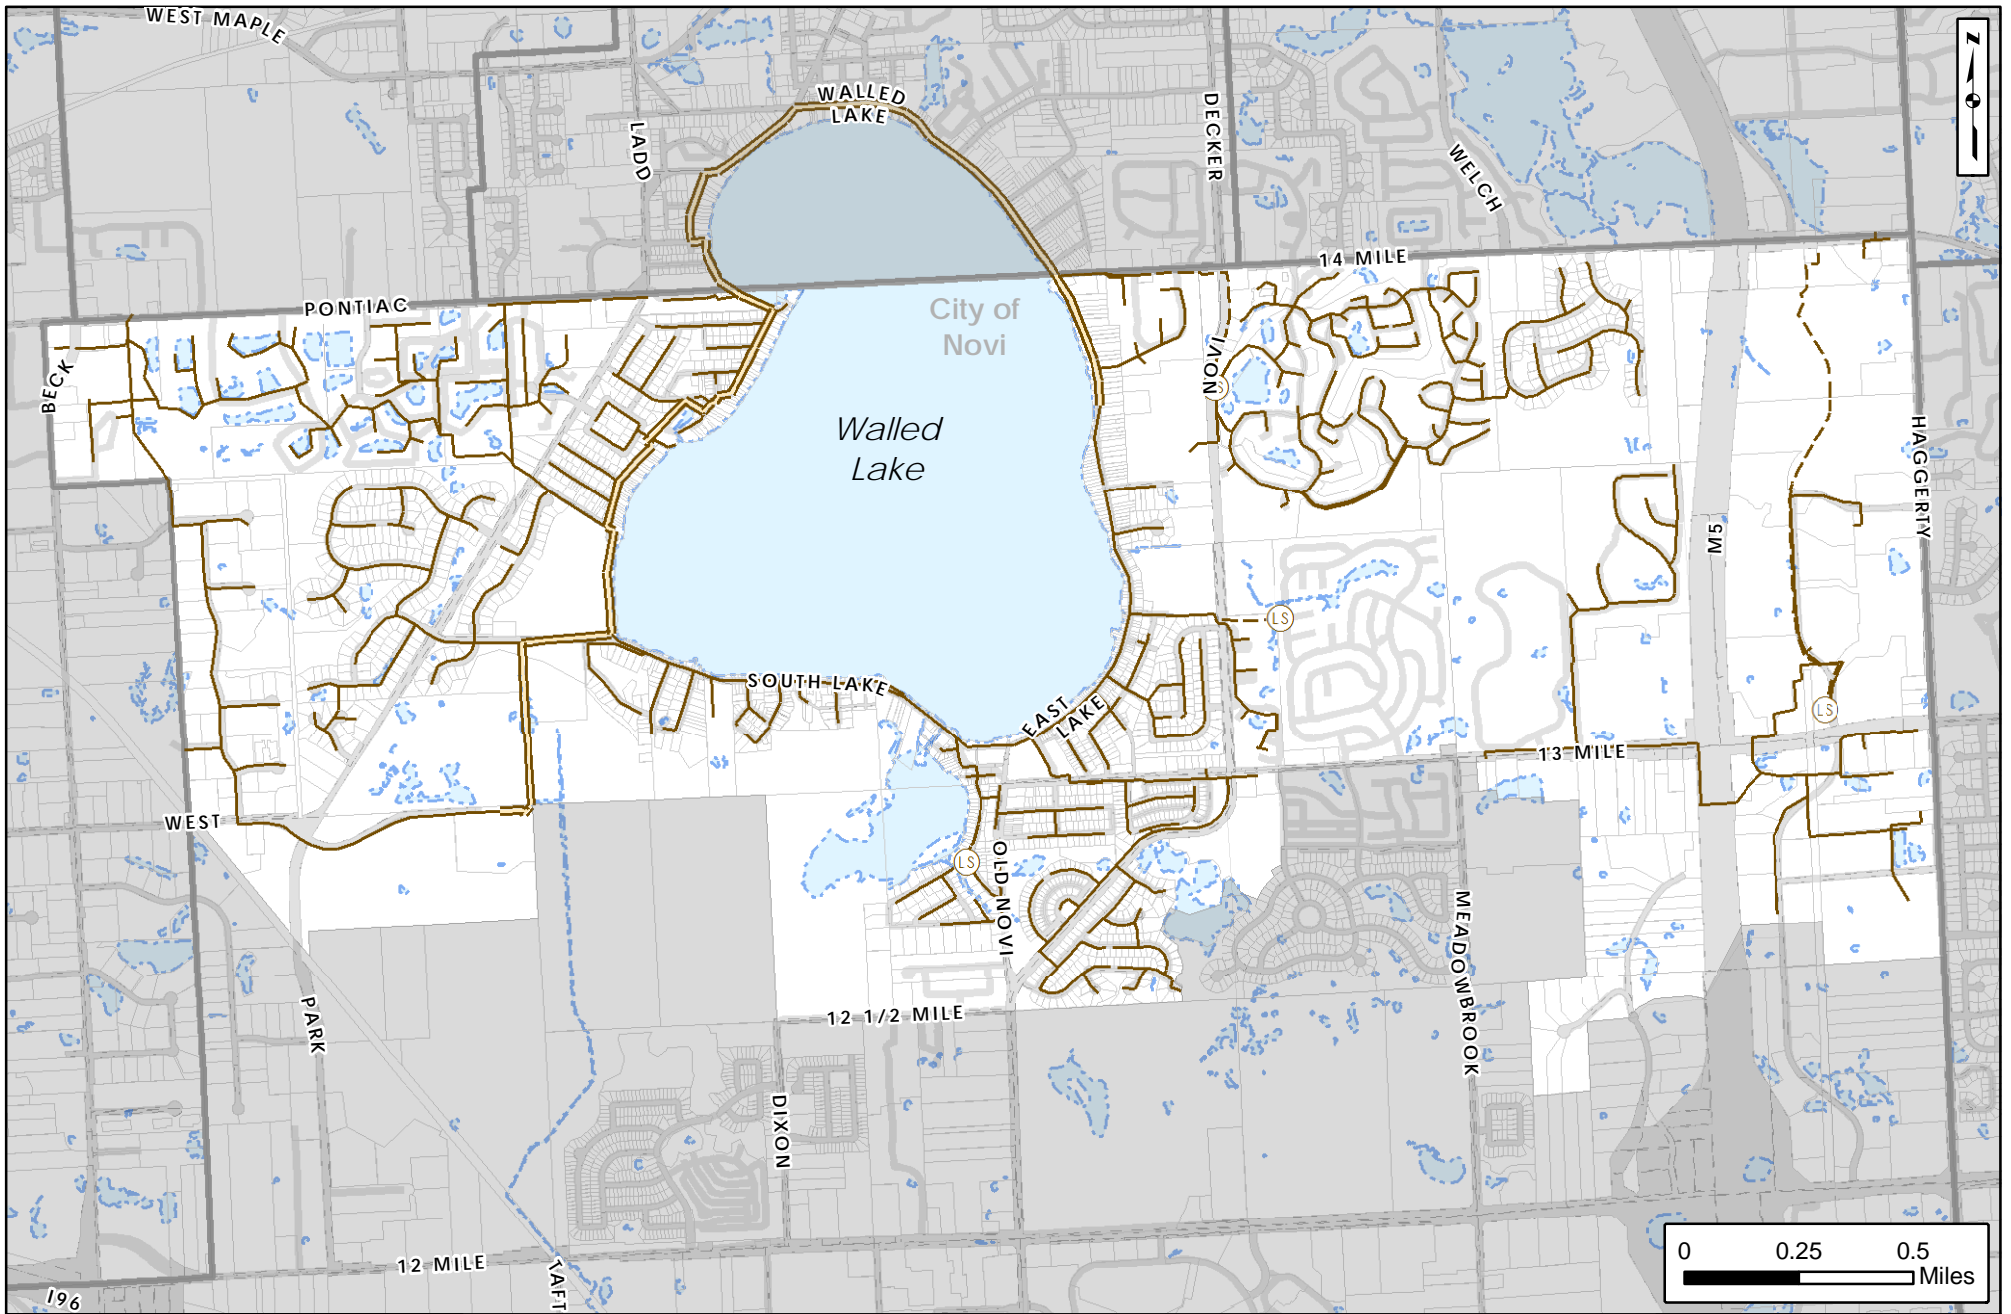 WEST MAPLE
WALLED
LAKE
LADD
DECKER
WELCH
N
14 MILE
PONTIAC
City of
Novi
BECK
NOVI
S
Walled
Lake
HAGGERTY
M5
LS
SOUTH LAKE
EAST
LAKE
LS
13 MILE
WEST
LS
OLD NOVI
MEADOWBROOK
PARK
12 1/2 MILE
DIXON
12 MILE
TAFT
I96
0 0.25 0.5
Miles